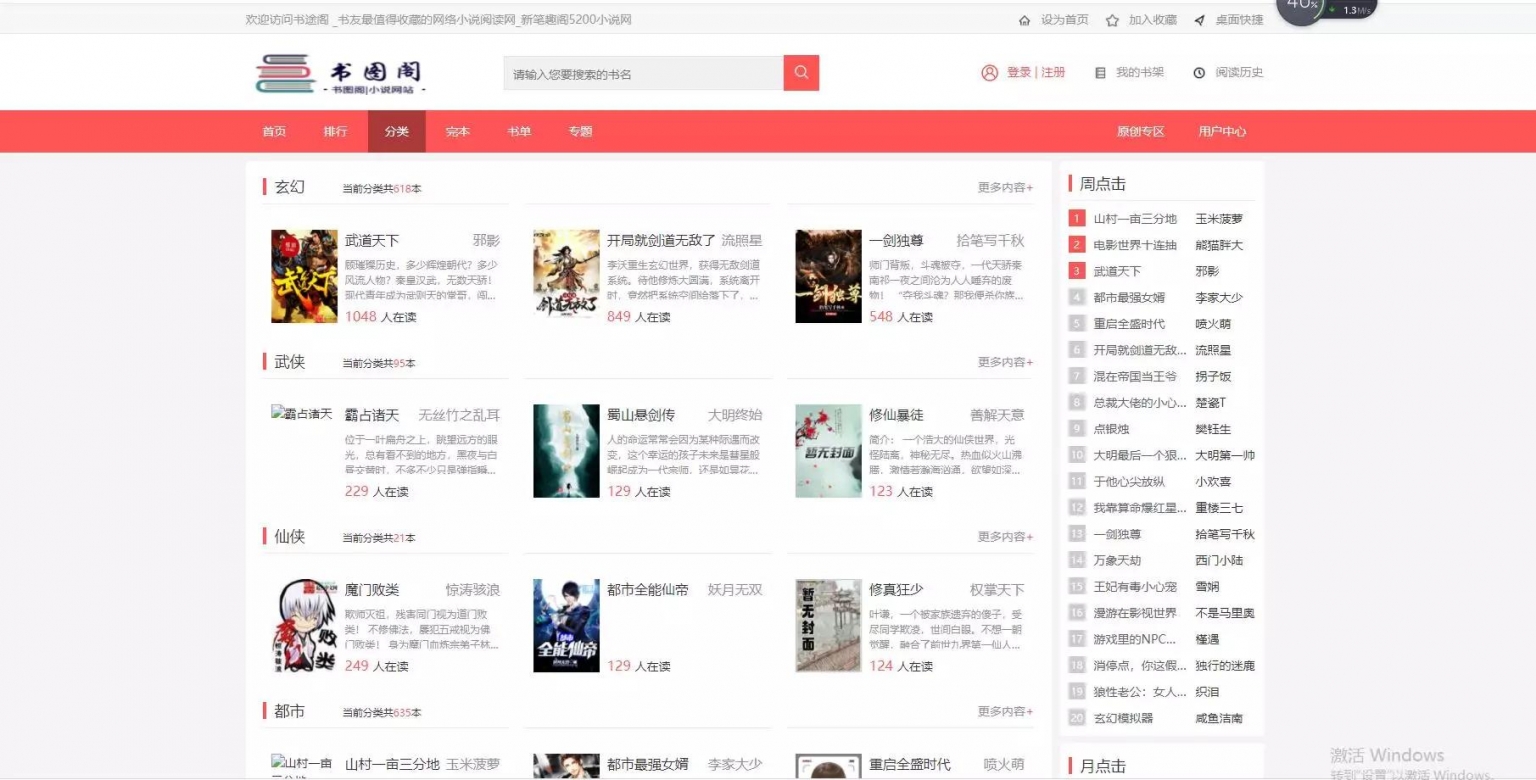 欢迎访问书途阁 _书友最值得收藏的网络小说阅读网_新笔趣阁5200小说网
设为首页 加入收藏 桌面快捷
40% 1.3M/s
书图阁
- 书图阁|小说网站 -
请输入您要搜索的书名
登录 | 注册 我的书架 阅读历史
首页 排行 分类 完本 书单 专题 原创专区 用户中心
玄幻 当前分类共618本 更多内容+
武道天下 邪影
顾璀璨历史，多少辉煌朝代？多少
风流人物？秦皇汉武，无数天骄！
现代青年成为武则天的堂哥，闯...
1048 人在读
开局就剑道无敌了 流照星
李沃重生玄幻世界，获得无敌剑道
系统。待他修炼大圆满，系统离开
时，竟然把系统空间给落下了，...
849 人在读
一剑独尊 拾笔写千秋
师门背叛，斗魂被夺，一代天骄秦
南祁一夜之间沦为人人唾弃的废
物！ “夺我斗魂？那我便杀你族...
548 人在读
武侠 当前分类共95本 更多内容+
霸占诸天
霸占诸天 无丝竹之乱耳
位于一叶扁舟之上，眺望远方的眼
光，总有看不到的地方，黑夜与白
昼交替时，不多不少只是弹指瞬...
229 人在读
蜀山悬剑传 大明终始
人的命运常常会因为某种际遇而改
变，这个幸运的孩子未来是彗星般
崛起成为一代宗师，还是如昙花...
129 人在读
暂无封面
修仙暴徒 善解天意
简介： 一个浩大的仙侠世界，光
怪陆离，神秘无尽。热血似火山沸
腾，激情若瀚海汹涌，欲望如深...
123 人在读
仙侠 当前分类共21本 更多内容+
魔门败类 惊涛骇浪
欺师灭祖，残害同门视为道门败
类！ 不修佛法，屡犯五戒视为佛
门败类！ 身为魔门血炼宗弟子林...
249 人在读
都市全能仙帝 妖月无双
129 人在读
暂无封面
修真狂少 权掌天下
叶谦，一个被家族遗弃的傻子，受
尽同学欺凌，世间白眼。不想一朝
觉醒，融合了前世九界第一仙人...
124 人在读
都市 当前分类共635本 更多内容+
山村一亩
山村一亩三分地 玉米菠萝
都市最强女婿 李家大少
重启全盛时代 喷火萌
周点击
1 山村一亩三分地 玉米菠萝
2 电影世界十连抽 熊猫胖大
3 武道天下 邪影
4 都市最强女婿 李家大少
5 重启全盛时代 喷火萌
6 开局就剑道无敌... 流照星
7 混在帝国当王爷 拐子饭
8 总裁大佬的小心... 楚瓷T
9 点银烛 樊钰生
10 大明最后一个狠... 大明第一帅
11 于他心尖放纵 小欢喜
12 我靠算命爆红星... 重楼三七
13 一剑独尊 拾笔写千秋
14 万象天劫 西门小陆
15 王妃有毒小心宠 雪娴
16 漫游在影视世界 不是马里奥
17 游戏里的NPC... 槿遇
18 消停点，你这假... 独行的迷鹿
19 狼性老公：女人... 织泪
20 玄幻模拟器 咸鱼洁南
月点击
激活 Windows
转到"设置"以激活 Windows。